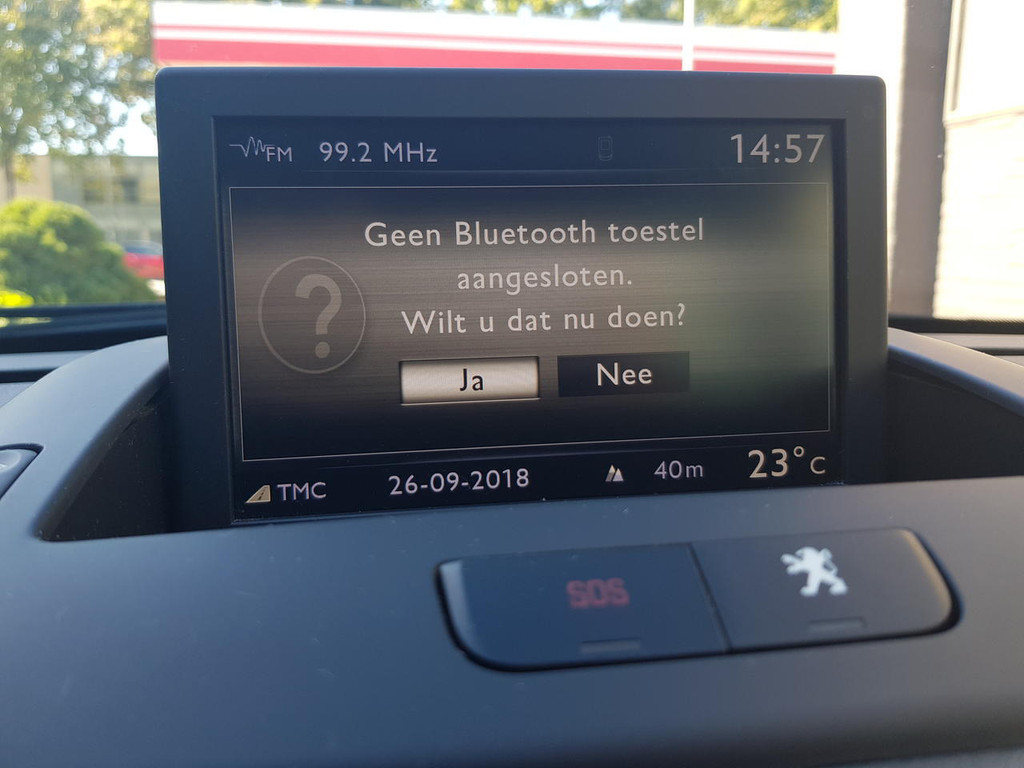 FM 99.2 MHz 14:57
Geen Bluetooth toestel
aangesloten.
Wilt u dat nu doen?
Ja Nee
TMC 26-09-2018 40m 23°C
SOS